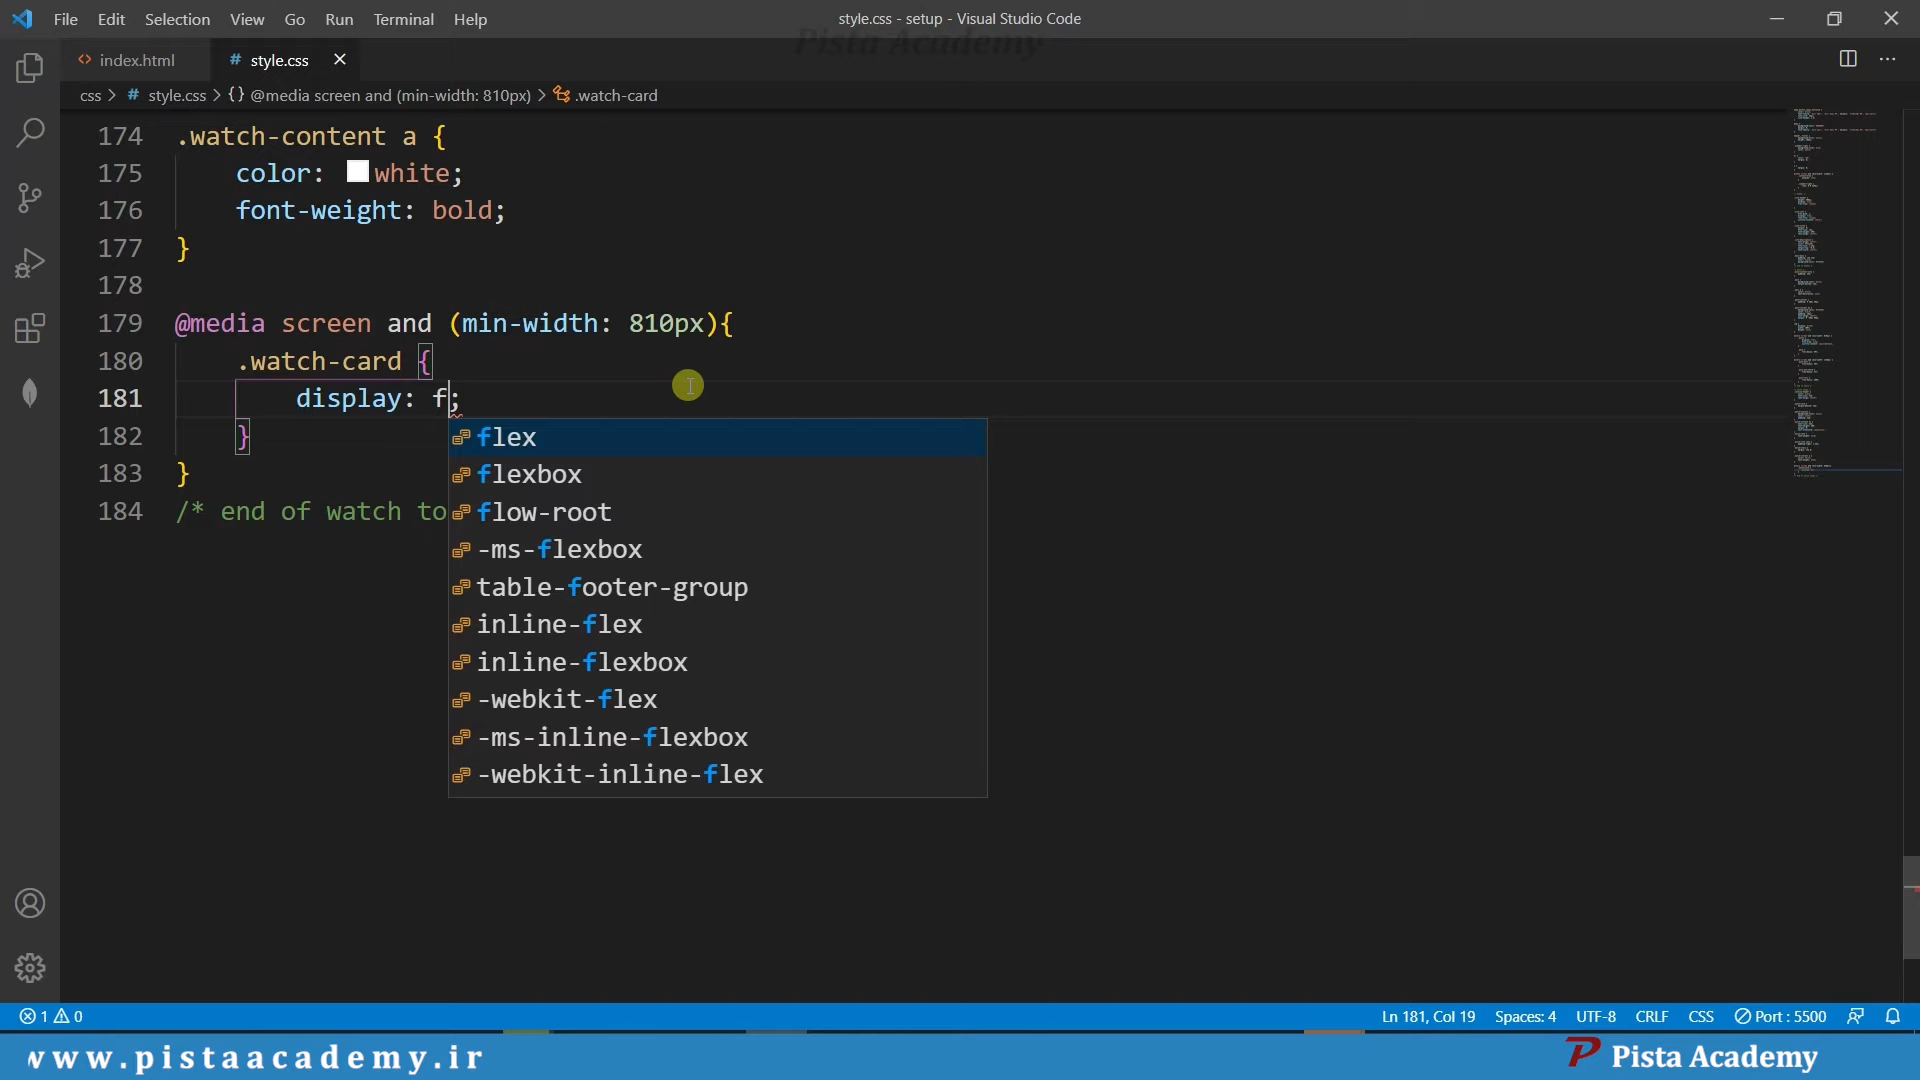 File Edit Selection View Go Run Terminal Help
style.css - setup - Visual Studio Code
Pista Academy
index.html
# style.css
css > # style.css > {} @media screen and (min-width: 810px) > .watch-card
174 .watch-content a {
175 color: white;
176 font-weight: bold;
177 }
178
179 @media screen and (min-width: 810px){
180 .watch-card {
181 display: f;
182 }
183 }
184 /* end of watch to
flex
flexbox
flow-root
-ms-flexbox
table-footer-group
inline-flex
inline-flexbox
-webkit-flex
-ms-inline-flexbox
-webkit-inline-flex
1 0
Ln 181, Col 19 Spaces: 4 UTF-8 CRLF CSS Port : 5500
www.pistaacademy.ir
Pista Academy